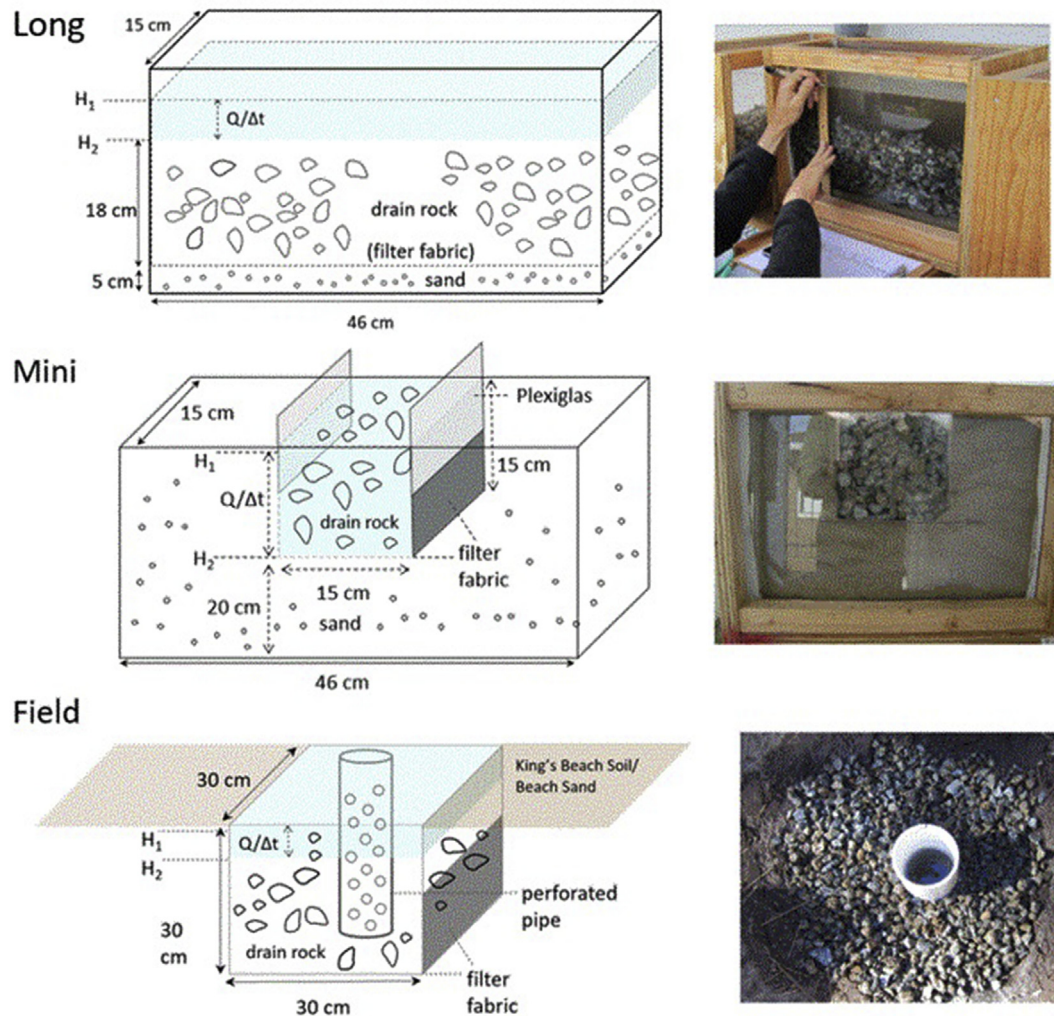 Long
15 cm
H₁
Q/Δt
H₂
18 cm
drain rock
(filter fabric)
5 cm
sand
46 cm
Mini
15 cm
Plexiglas
H₁
15 cm
Q/Δt
drain rock
H₂
filter
fabric
15 cm
20 cm
sand
46 cm
Field
30 cm
King's Beach Soil/
Beach Sand
H₁
Q/Δt
H₂
perforated
pipe
30
cm
drain rock
filter
fabric
30 cm